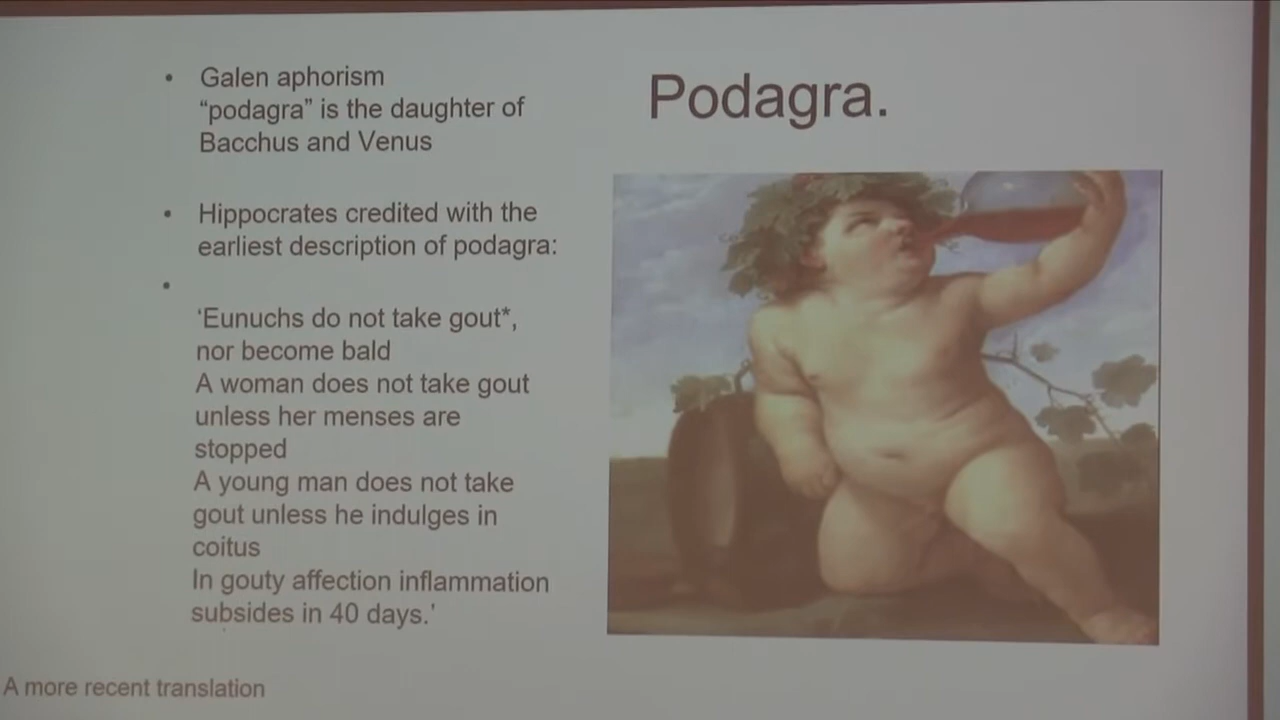 Podagra.
• Galen aphorism
“podagra” is the daughter of
Bacchus and Venus
• Hippocrates credited with the
earliest description of podagra:
•
‘Eunuchs do not take gout*,
nor become bald
A woman does not take gout
unless her menses are
stopped
A young man does not take
gout unless he indulges in
coitus
In gouty affection inflammation
subsides in 40 days.’
A more recent translation